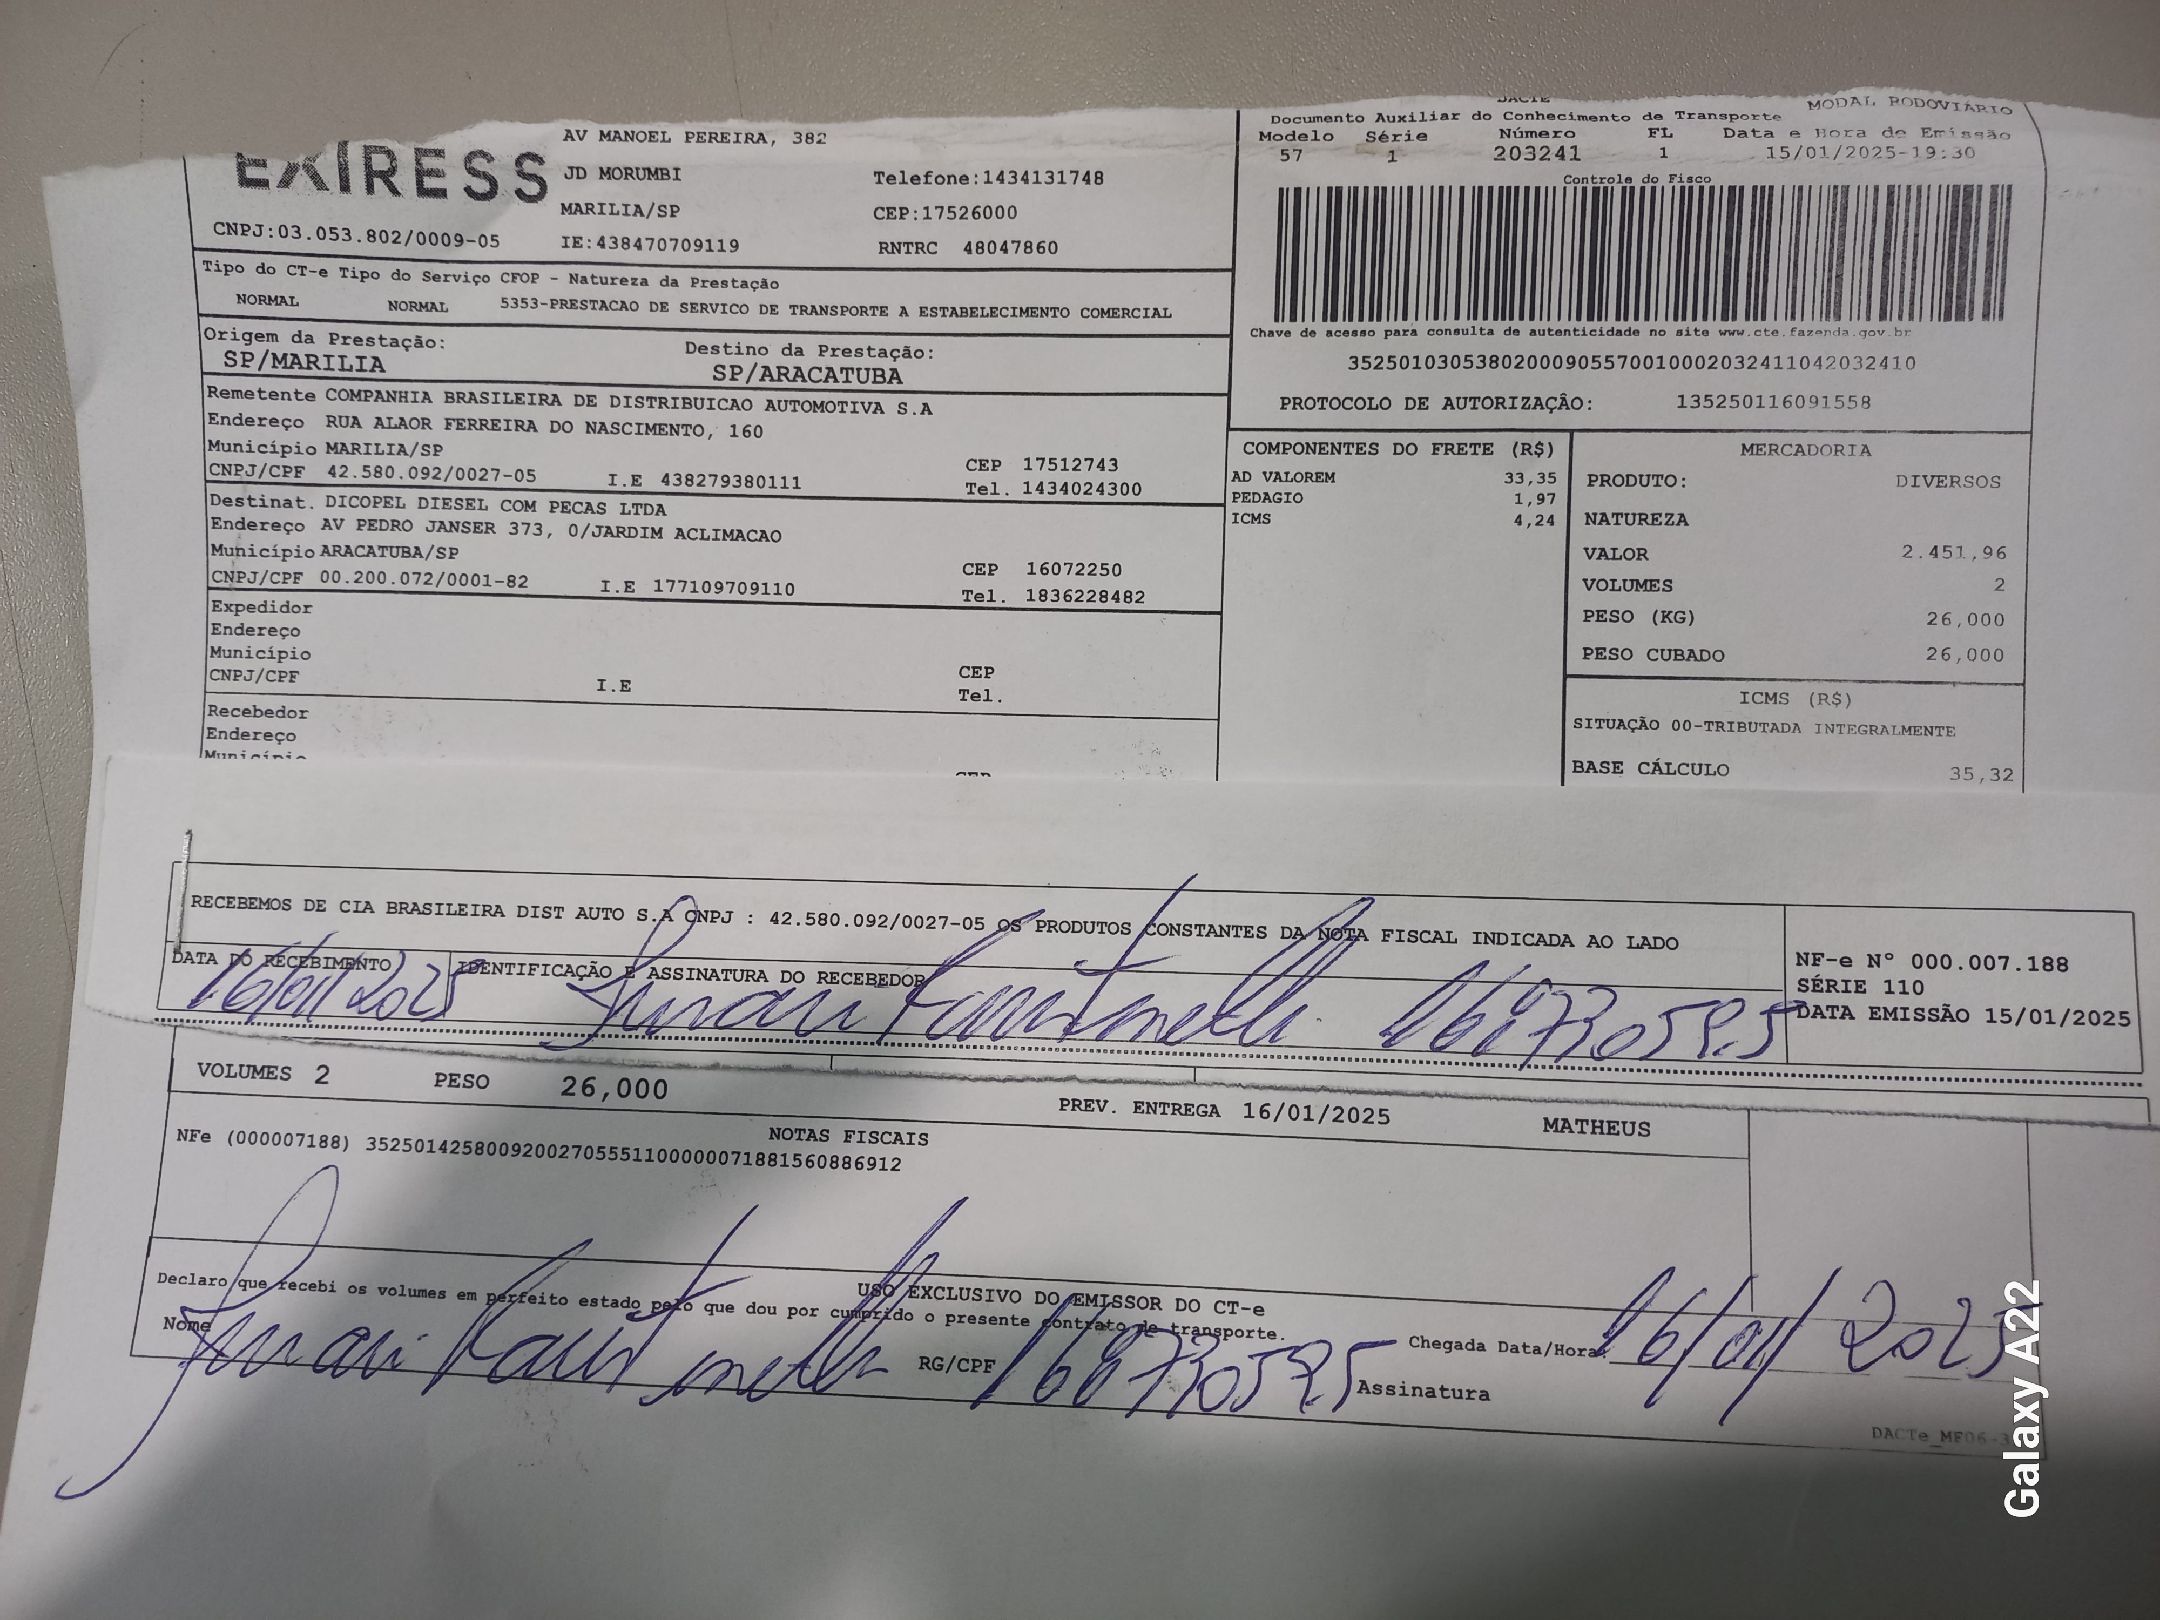 AV MANOEL PEREIRA, 382
JD MORUMBI Telefone:1434131748
MARILIA/SP CEP:17526000
CNPJ:03.053.802/0009-05 IE:438470709119 RNTRC 48047860
Tipo do CT-e Tipo do Serviço CFOP - Natureza da Prestação
NORMAL NORMAL 5353-PRESTACAO DE SERVICO DE TRANSPORTE A ESTABELECIMENTO COMERCIAL
Origem da Prestação: Destino da Prestação:
SP/MARILIA SP/ARACATUBA
Remetente COMPANHIA BRASILEIRA DE DISTRIBUICAO AUTOMOTIVA S.A
Endereço RUA ALAOR FERREIRA DO NASCIMENTO, 160
Município MARILIA/SP CEP 17512743
CNPJ/CPF 42.580.092/0027-05 I.E 438279380111 Tel. 1434024300
Destinat. DICOPEL DIESEL COM PECAS LTDA
Endereço AV PEDRO JANSER 373, 0/JARDIM ACLIMACAO
Município ARACATUBA/SP CEP 16072250
CNPJ/CPF 00.200.072/0001-82 I.E 177109709110 Tel. 1836228482
Expedidor
Endereço
Município CEP
CNPJ/CPF I.E Tel.
Recebedor
Endereço
Município CEP
DACTE MODAL RODOVIÁRIO
Documento Auxiliar do Conhecimento de Transporte
Modelo Série Número FL Data e Hora de Emissão
57 1 203241 1 15/01/2025-19:30
Controle do Fisco
Chave de acesso para consulta de autenticidade no site www.cte.fazenda.gov.br
35250103053802000905570010002032411042032410
PROTOCOLO DE AUTORIZAÇÃO: 135250116091558
COMPONENTES DO FRETE (R$)
AD VALOREM 33,35
PEDAGIO 1,97
ICMS 4,24
MERCADORIA
PRODUTO: DIVERSOS
NATUREZA
VALOR 2.451,96
VOLUMES 2
PESO (KG) 26,000
PESO CUBADO 26,000
ICMS (R$)
SITUAÇÃO 00-TRIBUTADA INTEGRALMENTE
BASE CÁLCULO 35,32
RECEBEMOS DE CIA BRASILEIRA DIST AUTO S.A CNPJ : 42.580.092/0027-05 OS PRODUTOS CONSTANTES DA NOTA FISCAL INDICADA AO LADO
DATA DO RECEBIMENTO IDENTIFICAÇÃO E ASSINATURA DO RECEBEDOR
16/01/2025
NF-e Nº 000.007.188
SÉRIE 110
DATA EMISSÃO 15/01/2025
VOLUMES 2 PESO 26,000 PREV. ENTREGA 16/01/2025 MATHEUS
NOTAS FISCAIS
NFe (000007188) 35250142580092002705551100000071881560886912
USO EXCLUSIVO DO EMISSOR DO CT-e
Declaro que recebi os volumes em perfeito estado pelo que dou por cumprido o presente contrato de transporte.
Nome RG/CPF Assinatura Chegada Data/Hora: 16/01/2025
Galaxy A22